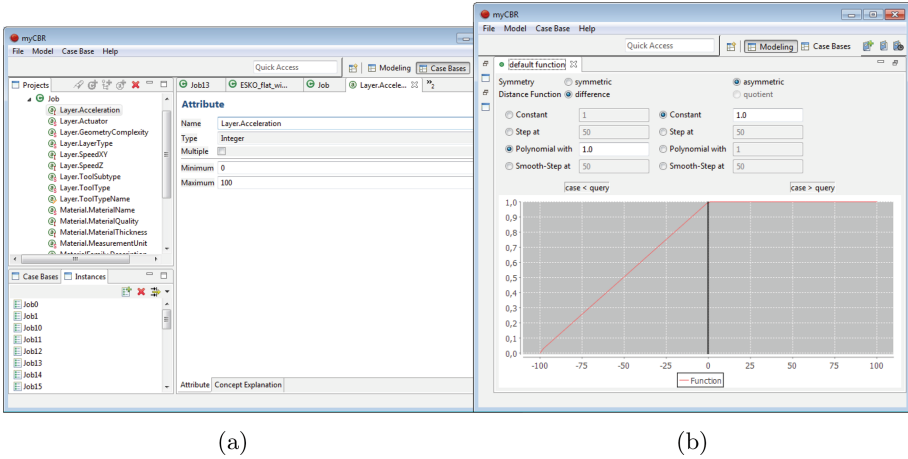 myCBR
File Model Case Base Help
Quick Access
Modeling
Case Bases
Projects
Job
Layer.Acceleration
Layer.Actuator
Layer.GeometryComplexity
Layer.LayerType
Layer.SpeedXY
Layer.SpeedZ
Layer.ToolSubtype
Layer.ToolType
Layer.ToolTypeName
Material.MaterialName
Material.MaterialQuality
Material.MaterialThickness
Material.MeasurementUnit
MaterialFamily.Description
Case Bases
Instances
Job0
Job1
Job10
Job11
Job12
Job13
Job14
Job15
Job13
ESKO_flat_wi...
Job
Layer.Accele...
»2
Attribute
Name Layer.Acceleration
Type Integer
Multiple
Minimum 0
Maximum 100
Attribute Concept Explanation
(a)
myCBR
File Model Case Base Help
Quick Access
Modeling
Case Bases
default function
Symmetry symmetric asymmetric
Distance Function difference quotient
Constant 1 Constant 1.0
Step at 50 Step at 50
Polynomial with 1.0 Polynomial with 1
Smooth-Step at 50 Smooth-Step at 50
case < query case > query
1,0
0,9
0,8
0,7
0,6
0,5
0,4
0,3
0,2
0,1
0,0
-100 -75 -50 -25 0 25 50 75 100
Function
(b)